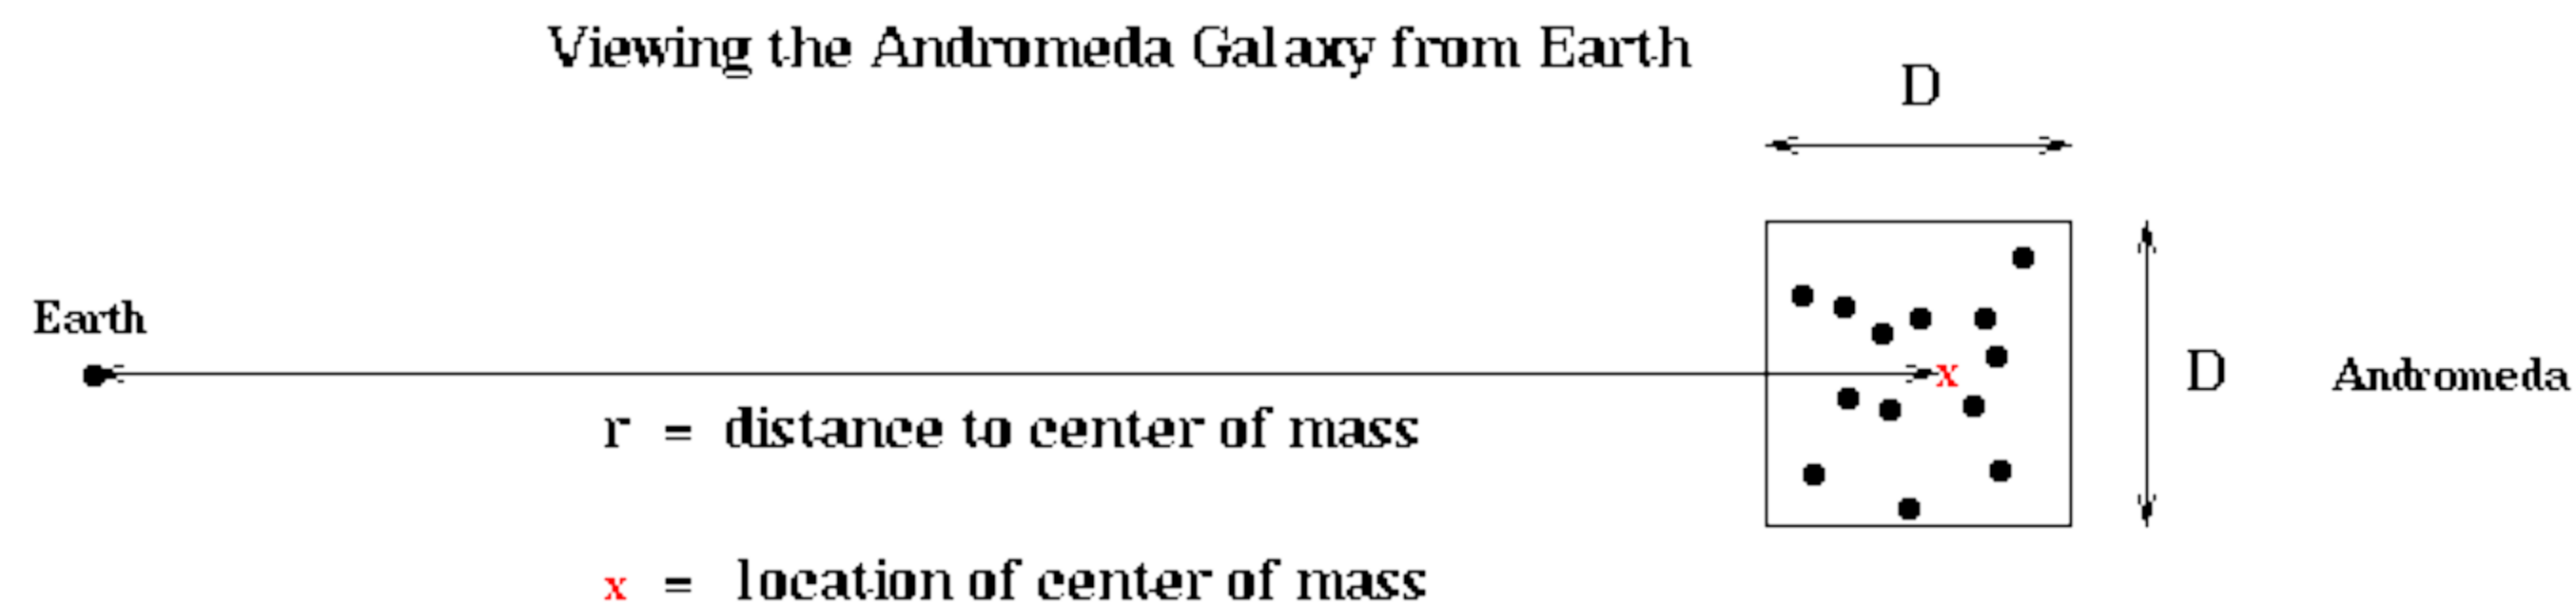 Viewing the Andromeda Galaxy from Earth
D
Earth
D
Andromeda
x
r = distance to center of mass
x = location of center of mass